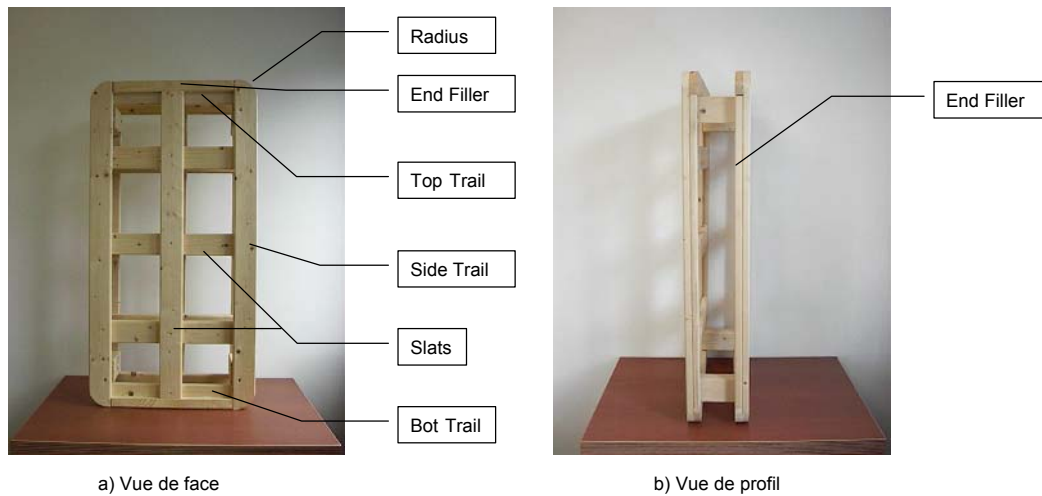 Radius
End Filler
End Filler
Top Trail
Side Trail
Slats
Bot Trail
a) Vue de face
b) Vue de profil